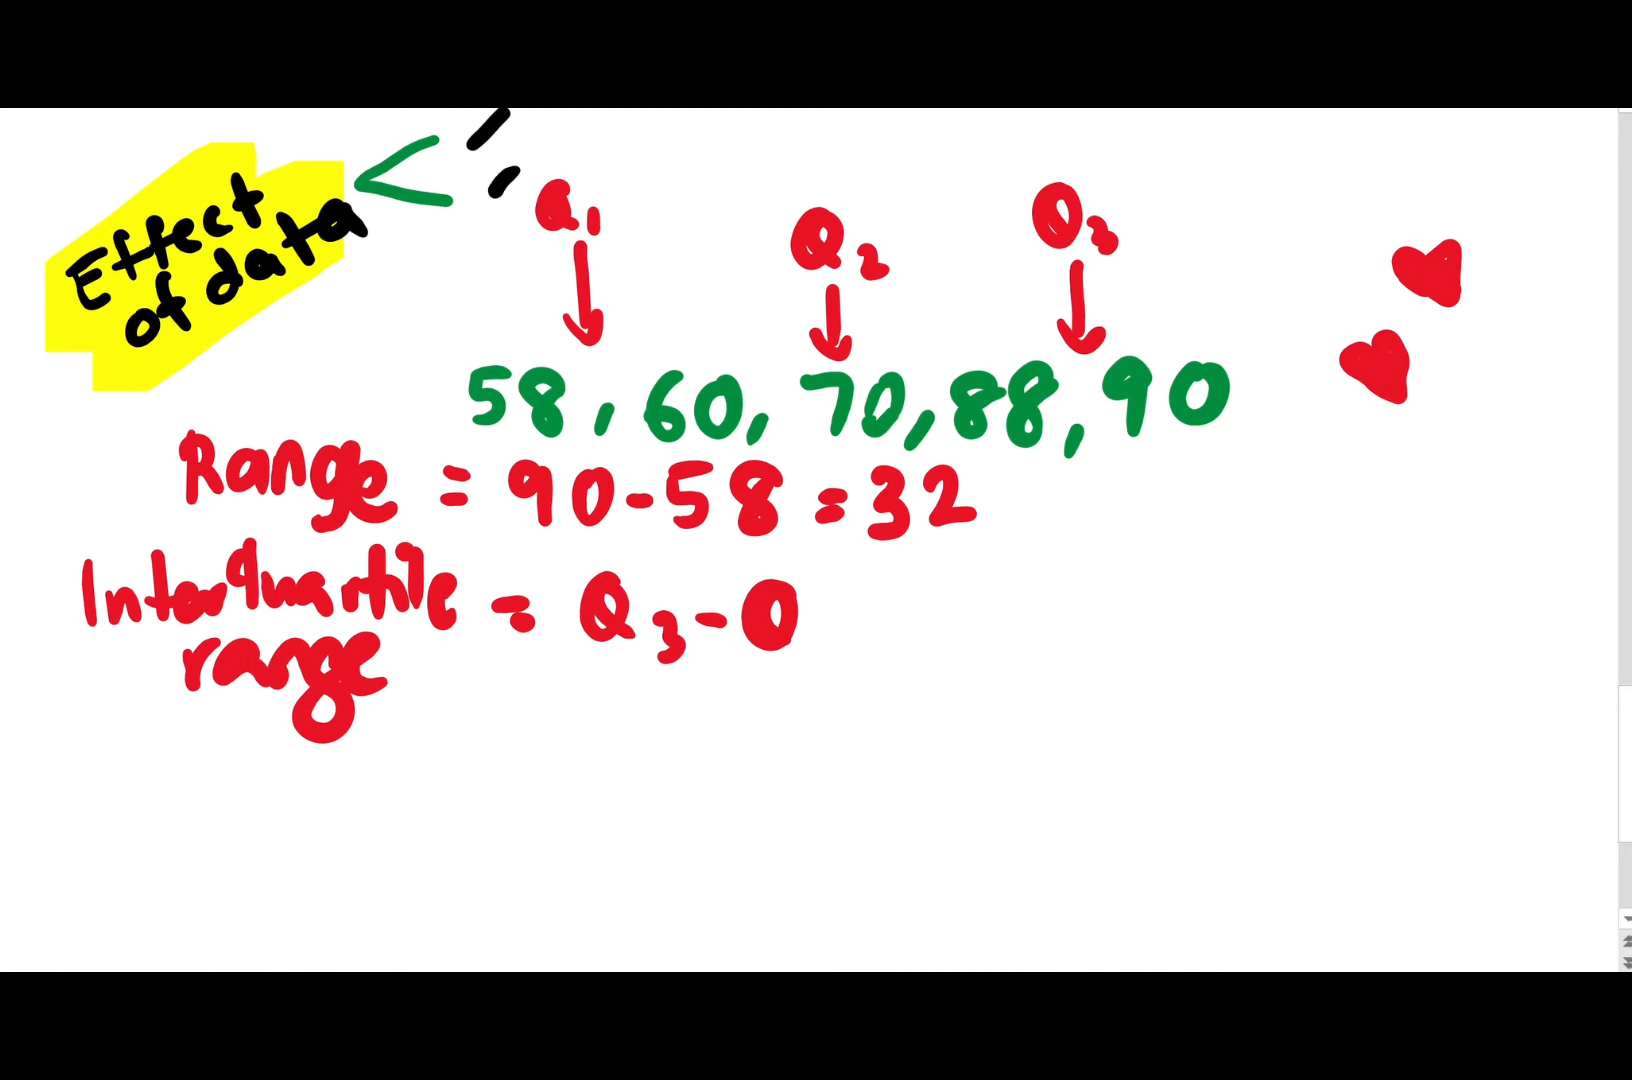 Effect
of data
Q1
Q2
Q3
58, 60, 70, 88, 90
Range = 90-58 = 32
Interquartile
range = Q3-Q